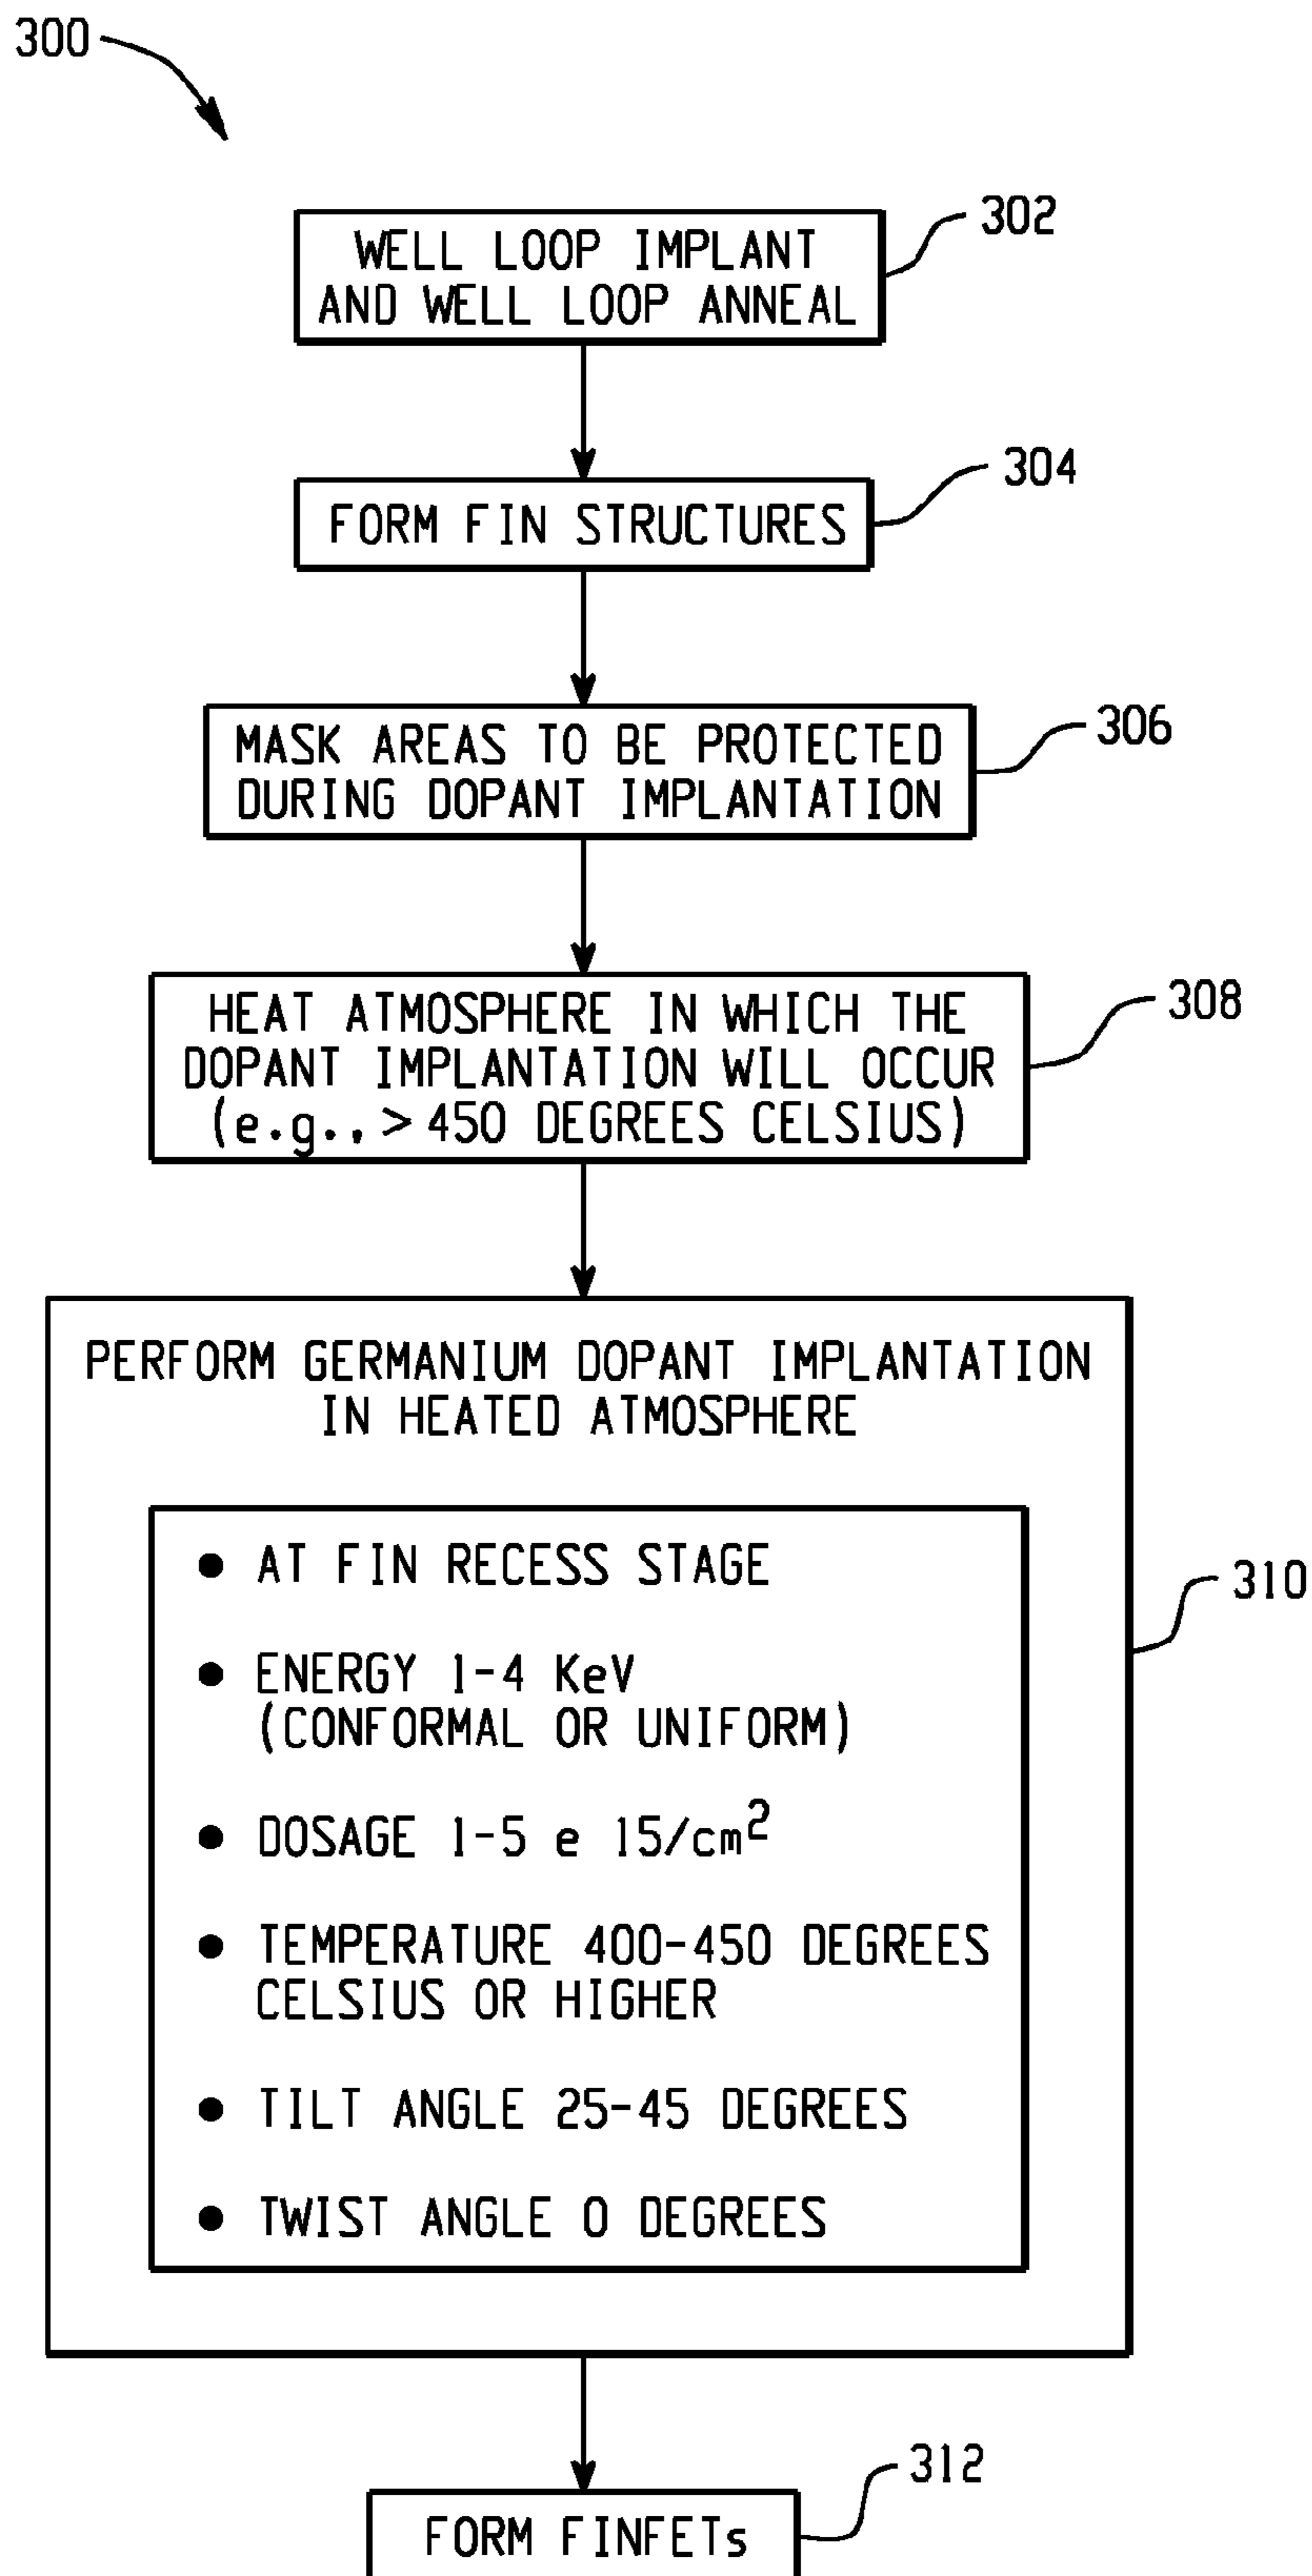 300
WELL LOOP IMPLANT
AND WELL LOOP ANNEAL
302
FORM FIN STRUCTURES
304
MASK AREAS TO BE PROTECTED
DURING DOPANT IMPLANTATION
306
HEAT ATMOSPHERE IN WHICH THE
DOPANT IMPLANTATION WILL OCCUR
(e.g., > 450 DEGREES CELSIUS)
308
PERFORM GERMANIUM DOPANT IMPLANTATION
IN HEATED ATMOSPHERE
● AT FIN RECESS STAGE
● ENERGY 1-4 KeV
(CONFORMAL OR UNIFORM)
● DOSAGE 1-5 e 15/cm²
● TEMPERATURE 400-450 DEGREES
CELSIUS OR HIGHER
● TILT ANGLE 25-45 DEGREES
● TWIST ANGLE 0 DEGREES
310
FORM FINFETs
312